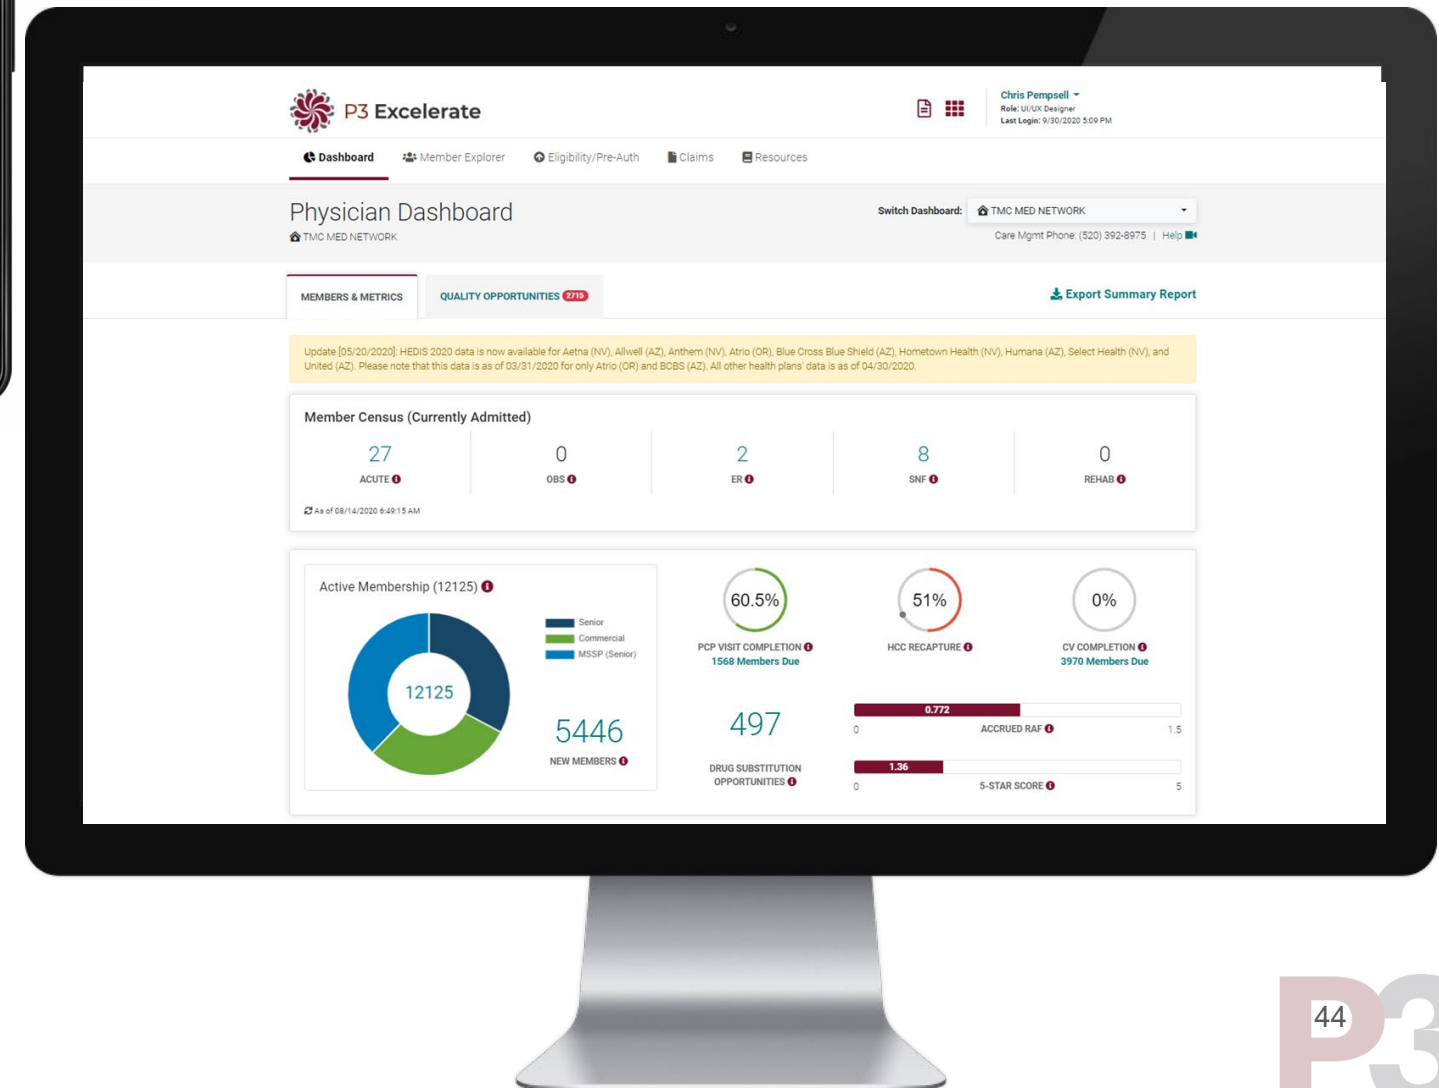 P3 Excelerate
Chris Pempsell
Role: UI/UX Designer
Last Login: 9/30/2020 5:09 PM
Dashboard
Member Explorer
Eligibility/Pre-Auth
Claims
Resources
Physician Dashboard
TMC MED NETWORK
Switch Dashboard:
TMC MED NETWORK
Care Mgmt Phone: (520) 392-8975 | Help
MEMBERS & METRICS
QUALITY OPPORTUNITIES 2715
Export Summary Report
Update [05/20/2020]: HEDIS 2020 data is now available for Aetna (NV), Allwell (AZ), Anthem (NV), Atrio (OR), Blue Cross Blue Shield (AZ), Hometown Health (NV), Humana (AZ), Select Health (NV), and
United (AZ). Please note that this data is as of 03/31/2020 for only Atrio (OR) and BCBS (AZ). All other health plans' data is as of 04/30/2020.
Member Census (Currently Admitted)
27
ACUTE
0
OBS
2
ER
8
SNF
0
REHAB
As of 08/14/2020 6:49:15 AM
Active Membership (12125)
Senior
Commercial
MSSP (Senior)
12125
5446
NEW MEMBERS
60.5%
PCP VISIT COMPLETION
1568 Members Due
51%
HCC RECAPTURE
0%
CV COMPLETION
3970 Members Due
497
DRUG SUBSTITUTION
OPPORTUNITIES
0.772
0 ACCRUED RAF 1.5
1.36
0 5-STAR SCORE 5
P3
44